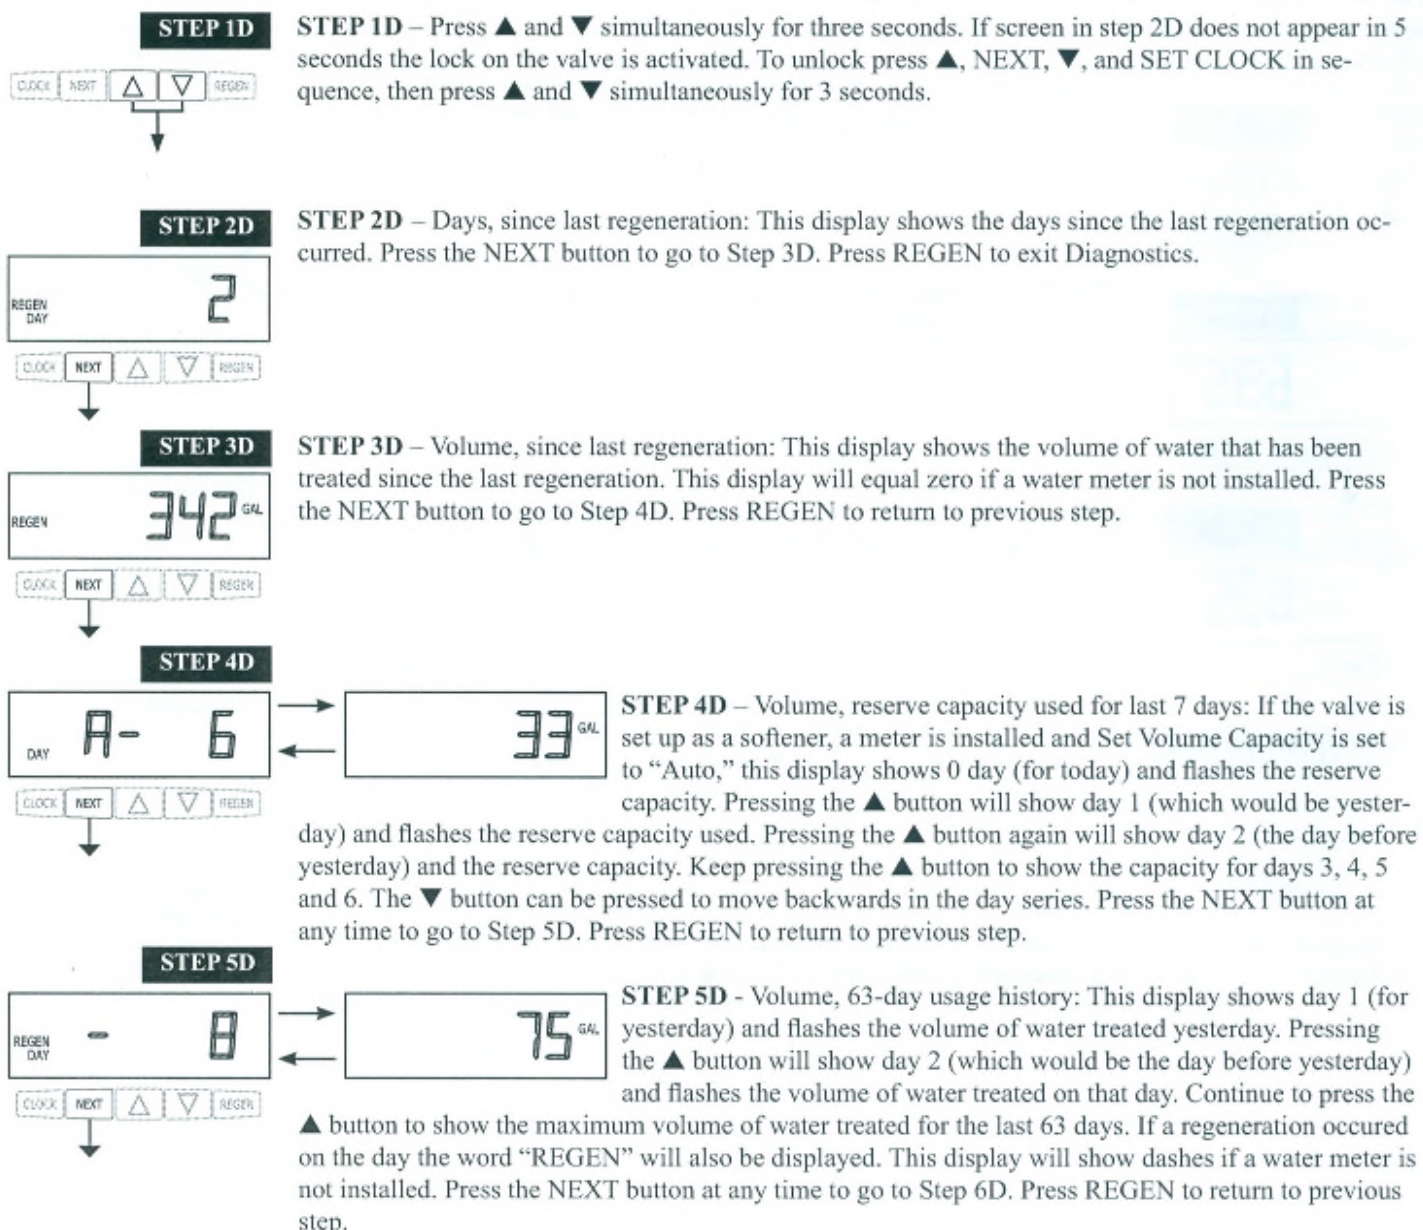 STEP 1D
STEP 1D – Press ▲ and ▼ simultaneously for three seconds. If screen in step 2D does not appear in 5
seconds the lock on the valve is activated. To unlock press ▲, NEXT, ▼, and SET CLOCK in se-
quence, then press ▲ and ▼ simultaneously for 3 seconds.
CLOCK NEXT △ ▽ REGEN
STEP 2D
STEP 2D – Days, since last regeneration: This display shows the days since the last regeneration oc-
curred. Press the NEXT button to go to Step 3D. Press REGEN to exit Diagnostics.
REGEN
DAY
2
CLOCK NEXT △ ▽ REGEN
STEP 3D
STEP 3D – Volume, since last regeneration: This display shows the volume of water that has been
treated since the last regeneration. This display will equal zero if a water meter is not installed. Press
the NEXT button to go to Step 4D. Press REGEN to return to previous step.
REGEN 342 GAL
CLOCK NEXT △ ▽ REGEN
STEP 4D
DAY A- 6
33 GAL
CLOCK NEXT △ ▽ REGEN
STEP 4D – Volume, reserve capacity used for last 7 days: If the valve is
set up as a softener, a meter is installed and Set Volume Capacity is set
to “Auto,” this display shows 0 day (for today) and flashes the reserve
capacity. Pressing the ▲ button will show day 1 (which would be yester-
day) and flashes the reserve capacity used. Pressing the ▲ button again will show day 2 (the day before
yesterday) and the reserve capacity. Keep pressing the ▲ button to show the capacity for days 3, 4, 5
and 6. The ▼ button can be pressed to move backwards in the day series. Press the NEXT button at
any time to go to Step 5D. Press REGEN to return to previous step.
STEP 5D
REGEN
DAY
- 8
75 GAL
CLOCK NEXT △ ▽ REGEN
STEP 5D - Volume, 63-day usage history: This display shows day 1 (for
yesterday) and flashes the volume of water treated yesterday. Pressing
the ▲ button will show day 2 (which would be the day before yesterday)
and flashes the volume of water treated on that day. Continue to press the
▲ button to show the maximum volume of water treated for the last 63 days. If a regeneration occured
on the day the word “REGEN” will also be displayed. This display will show dashes if a water meter is
not installed. Press the NEXT button at any time to go to Step 6D. Press REGEN to return to previous
step.